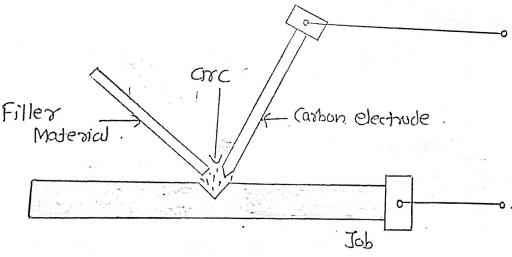 Arc
Filler
Material.
Carbon electrode.
Job